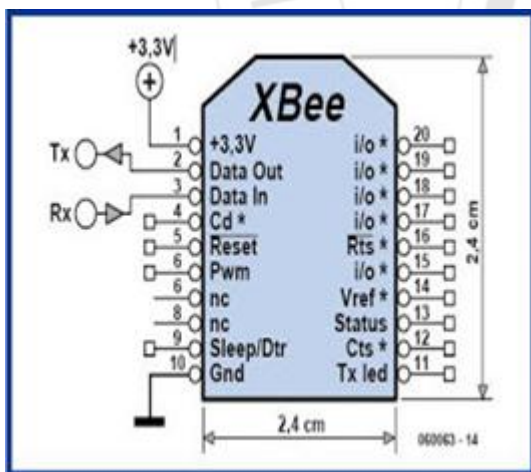 +3,3V
XBee
1 +3,3V i/o * 20
Tx 2 Data Out i/o * 19
3 Data In i/o * 18
Rx 4 Cd * i/o * 17
5 Reset Rts * 16
6 Pwm i/o * 15
6 nc Vref * 14
8 nc Status 13
9 Sleep/Dtr Cts * 12
10 Gnd Tx led 11
2,4 cm
2,4 cm
060063 - 14